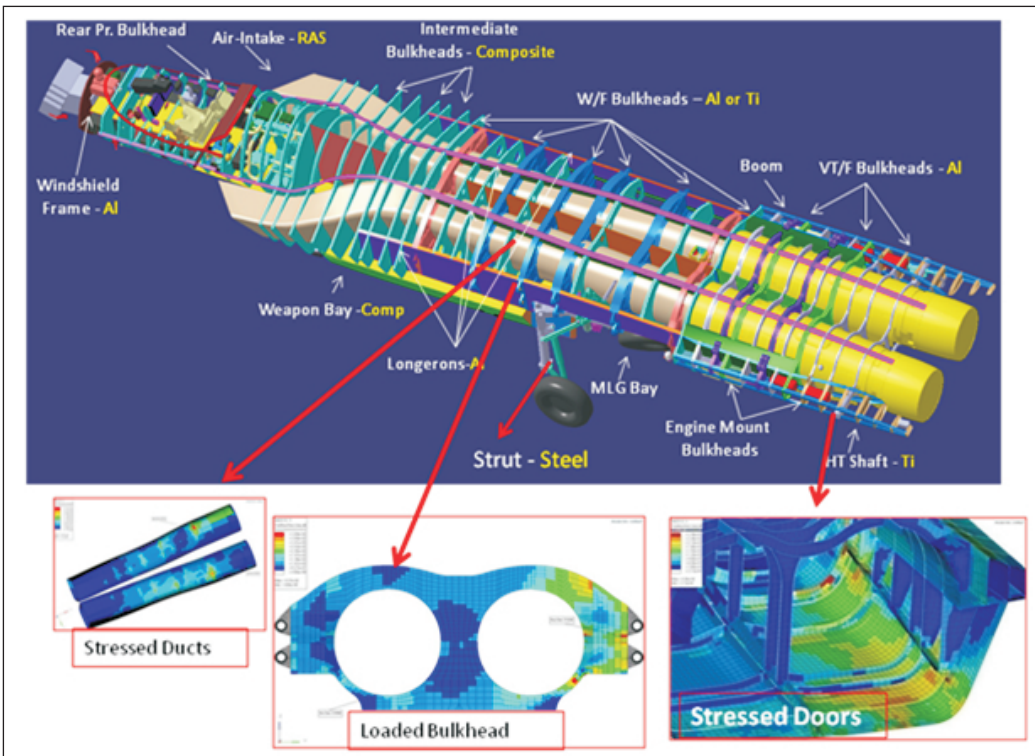 Rear Pr. Bulkhead
Air-Intake - RAS
Intermediate
Bulkheads - Composite
W/F Bulkheads – Al or Ti
Boom
VT/F Bulkheads - Al
Windshield
Frame - Al
Weapon Bay -Comp
Longerons-Al
MLG Bay
Engine Mount
Bulkheads
HT Shaft - Ti
Strut - Steel
Stressed Ducts
Loaded Bulkhead
Stressed Doors